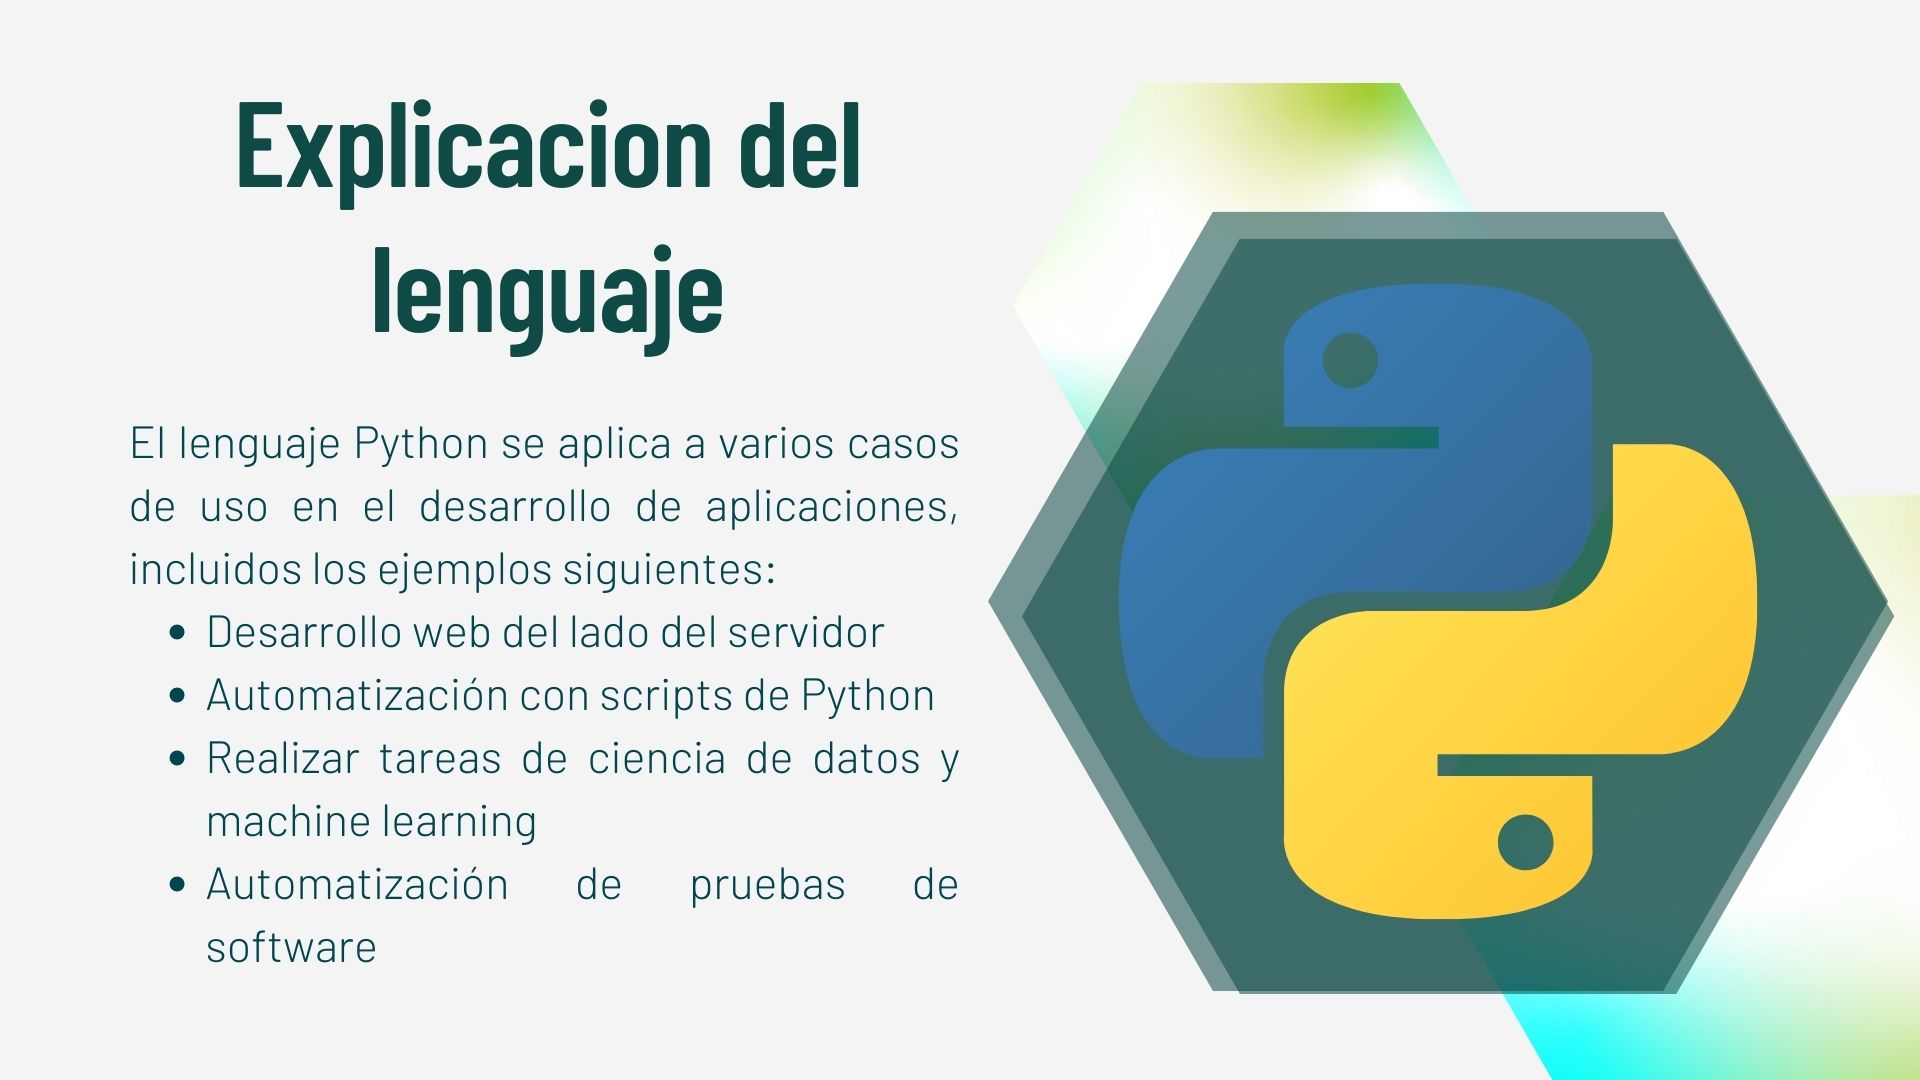 Explicacion del
lenguaje
El lenguaje Python se aplica a varios casos
de uso en el desarrollo de aplicaciones,
incluidos los ejemplos siguientes:
• Desarrollo web del lado del servidor
• Automatización con scripts de Python
• Realizar tareas de ciencia de datos y
machine learning
• Automatización de pruebas de
software